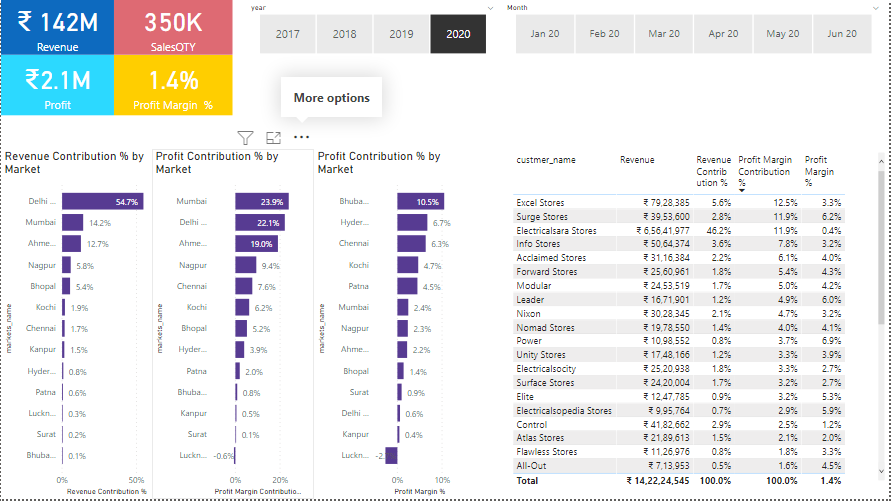 ₹ 142M
Revenue
350K
SalesQTY
₹2.1M
Profit
1.4%
Profit Margin %
year
2017 2018 2019 2020
Month
Jan 20 Feb 20 Mar 20 Apr 20 May 20 Jun 20
More options
Revenue Contribution % by
Market
markets_name
Delhi ... 54.7%
Mumbai 14.2%
Ahme... 12.7%
Nagpur 5.8%
Bhopal 5.4%
Kochi 1.9%
Chennai 1.7%
Kanpur 1.5%
Hyder... 0.8%
Patna 0.6%
Luckn... 0.3%
Surat 0.2%
Bhuba... 0.1%
0% 50%
Revenue Contribution %
Profit Contribution % by
Market
markets_name
Mumbai 23.9%
Delhi ... 22.1%
Ahme... 19.0%
Nagpur 9.4%
Chennai 7.6%
Kochi 6.2%
Bhopal 5.2%
Hyder... 3.9%
Patna 2.0%
Bhuba... 0.8%
Kanpur 0.5%
Surat 0.1%
Luckn... -0.6%
0% 20%
Profit Margin Contributio...
Profit Contribution % by
Market
markets_name
Bhuba... 10.5%
Hyder... 6.7%
Chennai 6.3%
Kochi 4.7%
Patna 4.5%
Mumbai 2.4%
Nagpur 2.3%
Ahme... 2.2%
Bhopal 1.4%
Surat 0.9%
Delhi ... 0.6%
Kanpur 0.4%
Luckn...
0% 10%
Profit Margin %
custmer_name Revenue Revenue Profit Margin Profit
Contrib Contribution Margin
ution % % %
Excel Stores ₹ 79,28,385 5.6% 12.5% 3.3%
Surge Stores ₹ 39,53,600 2.8% 11.9% 6.2%
Electricalsara Stores ₹ 6,56,41,977 46.2% 11.9% 0.4%
Info Stores ₹ 50,64,374 3.6% 7.8% 3.2%
Acclaimed Stores ₹ 31,16,384 2.2% 6.1% 4.0%
Forward Stores ₹ 25,60,961 1.8% 5.4% 4.3%
Modular ₹ 24,53,519 1.7% 5.0% 4.2%
Leader ₹ 16,71,901 1.2% 4.9% 6.0%
Nixon ₹ 30,28,345 2.1% 4.7% 3.2%
Nomad Stores ₹ 19,78,550 1.4% 4.0% 4.1%
Power ₹ 10,98,552 0.8% 3.7% 6.9%
Unity Stores ₹ 17,48,166 1.2% 3.3% 3.9%
Electricalsocity ₹ 25,20,938 1.8% 3.3% 2.7%
Surface Stores ₹ 24,20,004 1.7% 3.2% 2.7%
Elite ₹ 12,47,785 0.9% 3.2% 5.3%
Electricalsopedia Stores ₹ 9,95,764 0.7% 2.9% 5.9%
Control ₹ 41,82,662 2.9% 2.5% 1.2%
Atlas Stores ₹ 21,89,613 1.5% 2.1% 2.0%
Flawless Stores ₹ 11,26,976 0.8% 1.8% 3.3%
All-Out ₹ 7,13,953 0.5% 1.6% 4.5%
Total ₹ 14,22,24,545 100.0% 100.0% 1.4%